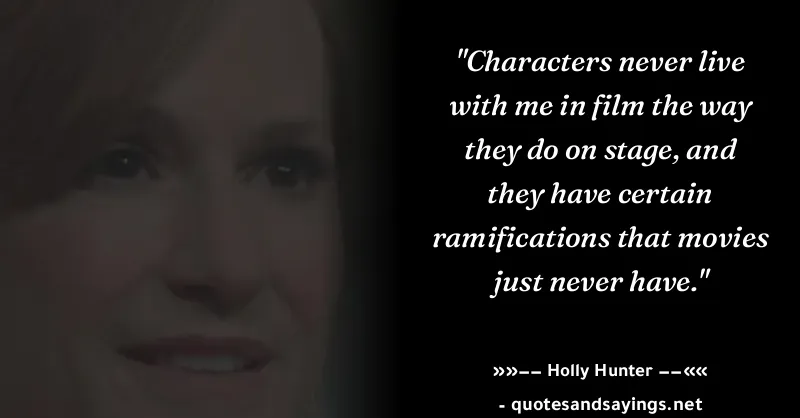 "Characters never live
with me in film the way
they do on stage, and
they have certain
ramifications that movies
just never have."
»»–– Holly Hunter ––««
- quotesandsayings.net